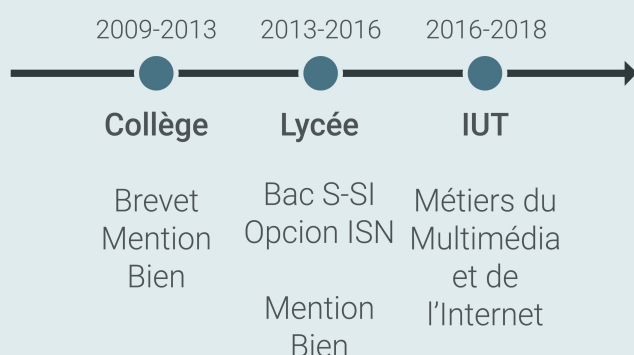 2009-2013
2013-2016
2016-2018
Collège
Lycée
IUT
Brevet
Mention
Bien
Bac S-SI
Opcion ISN
Mention
Bien
Métiers du
Multimédia
et de
l'Internet